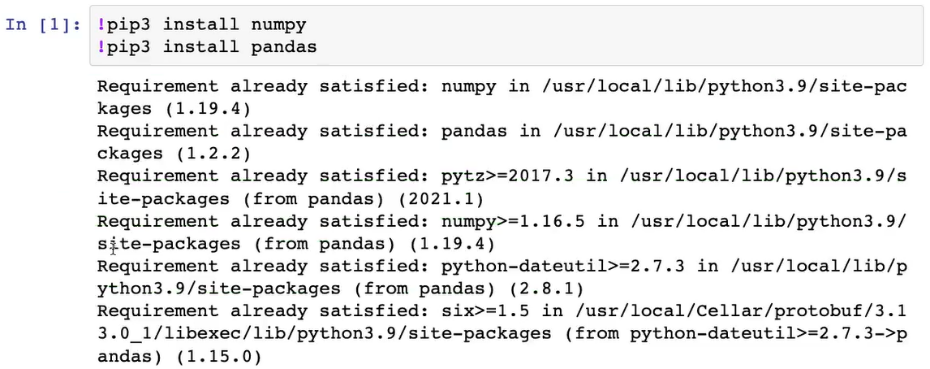 In [1]: !pip3 install numpy
!pip3 install pandas
Requirement already satisfied: numpy in /usr/local/lib/python3.9/site-pac
kages (1.19.4)
Requirement already satisfied: pandas in /usr/local/lib/python3.9/site-pa
ckages (1.2.2)
Requirement already satisfied: pytz>=2017.3 in /usr/local/lib/python3.9/s
ite-packages (from pandas) (2021.1)
Requirement already satisfied: numpy>=1.16.5 in /usr/local/lib/python3.9/
site-packages (from pandas) (1.19.4)
Requirement already satisfied: python-dateutil>=2.7.3 in /usr/local/lib/p
ython3.9/site-packages (from pandas) (2.8.1)
Requirement already satisfied: six>=1.5 in /usr/local/Cellar/protobuf/3.1
3.0_1/libexec/lib/python3.9/site-packages (from python-dateutil>=2.7.3->p
andas) (1.15.0)